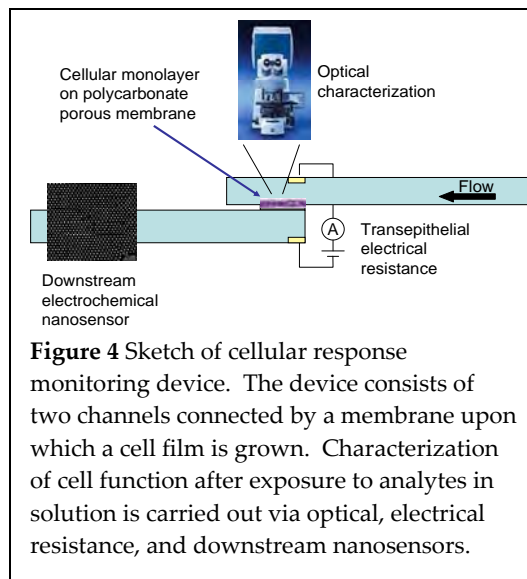 Cellular monolayer
on polycarbonate
porous membrane
Optical
characterization
Flow
A
Transepithelial
electrical
resistance
Downstream
electrochemical
nanosensor
Figure 4 Sketch of cellular response
monitoring device. The device consists of
two channels connected by a membrane upon
which a cell film is grown. Characterization
of cell function after exposure to analytes in
solution is carried out via optical, electrical
resistance, and downstream nanosensors.